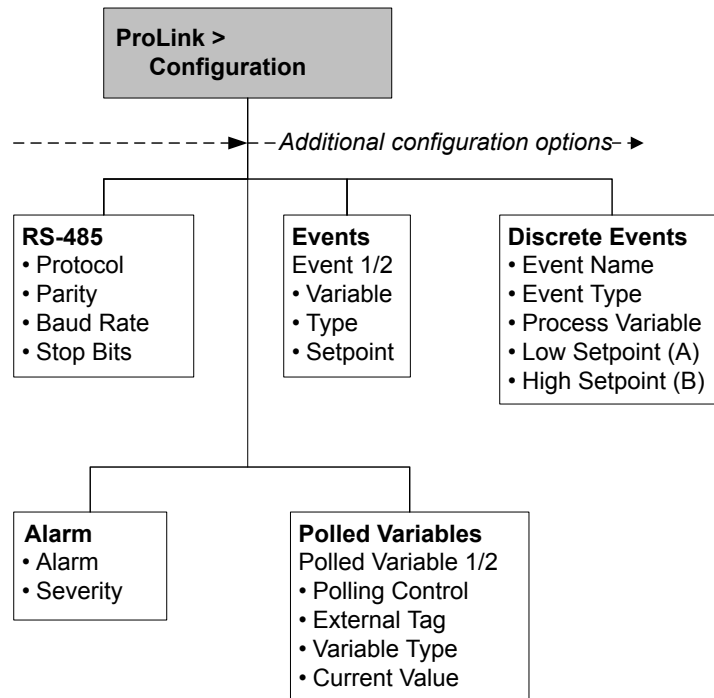 ProLink >
Configuration
Additional configuration options
RS-485
• Protocol
• Parity
• Baud Rate
• Stop Bits
Events
Event 1/2
• Variable
• Type
• Setpoint
Discrete Events
• Event Name
• Event Type
• Process Variable
• Low Setpoint (A)
• High Setpoint (B)
Alarm
• Alarm
• Severity
Polled Variables
Polled Variable 1/2
• Polling Control
• External Tag
• Variable Type
• Current Value